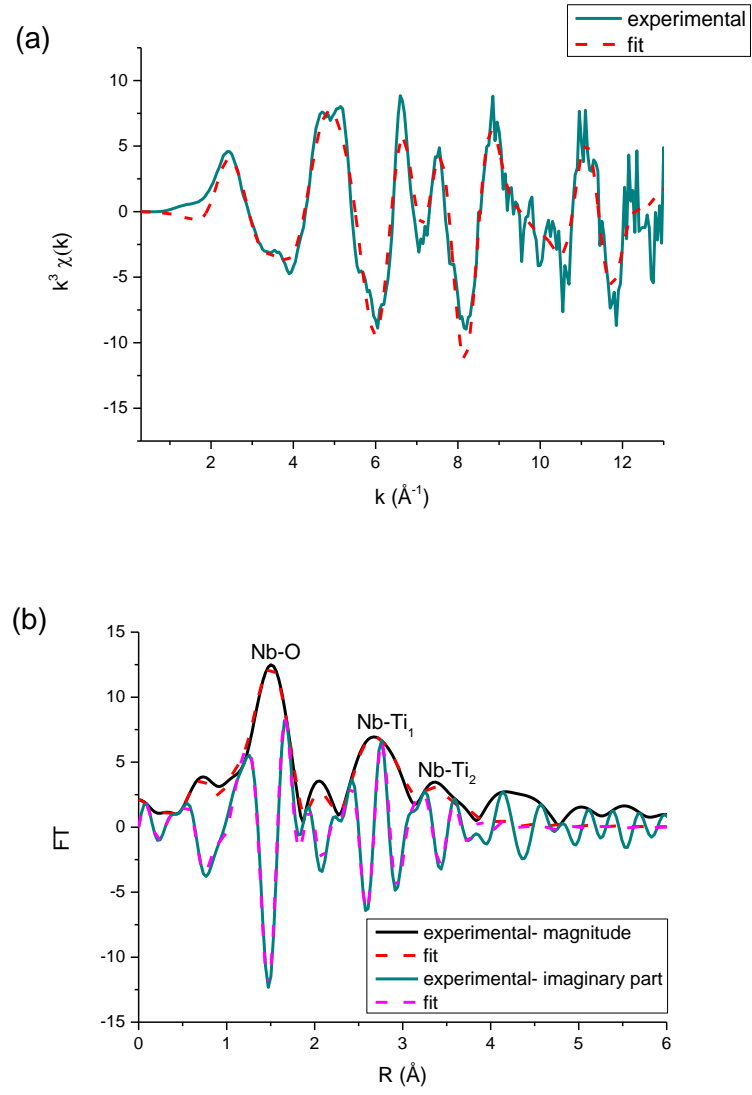 (a)
experimental
fit
10
5
0
-5
-10
-15
k³ χ(k)
2
4
6
8
10
12
k (Å⁻¹)
(b)
15
10
5
0
-5
-10
-15
FT
Nb-O
Nb-Ti₁
Nb-Ti₂
experimental- magnitude
fit
experimental- imaginary part
fit
0
1
2
3
4
5
6
R (Å)